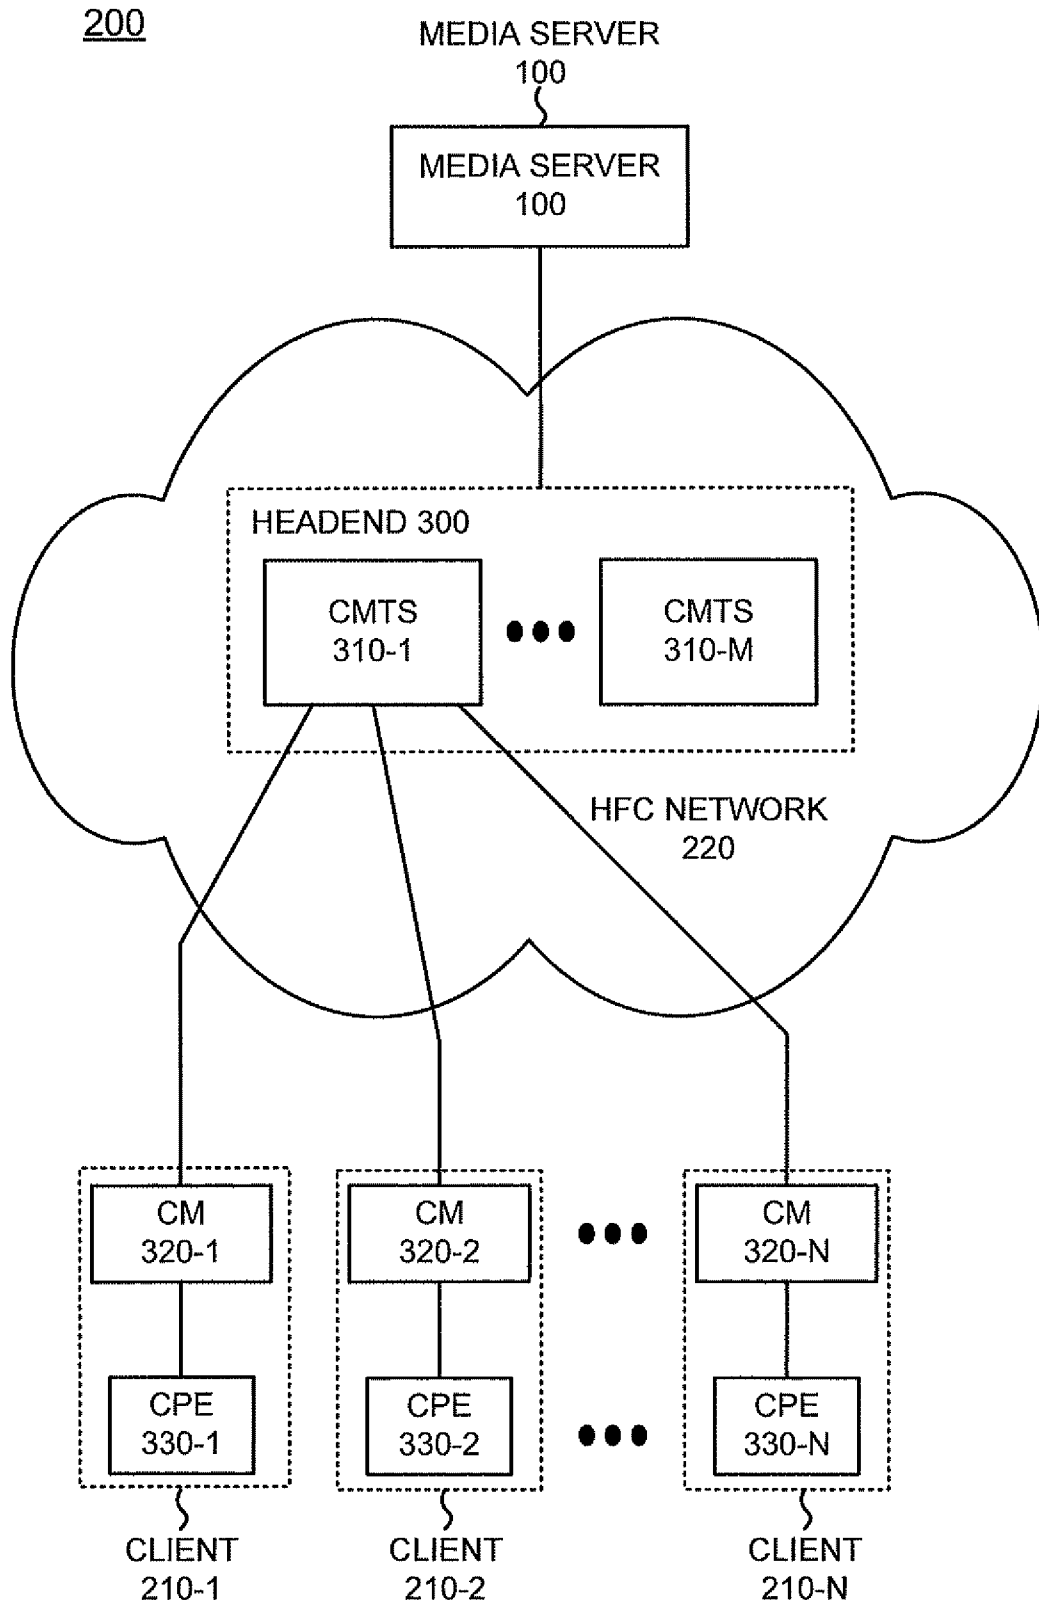 200
MEDIA SERVER
100
MEDIA SERVER
100
HEADEND 300
CMTS
310-1
CMTS
310-M
HFC NETWORK
220
CM
320-1
CM
320-2
CM
320-N
CPE
330-1
CPE
330-2
CPE
330-N
CLIENT
210-1
CLIENT
210-2
CLIENT
210-N